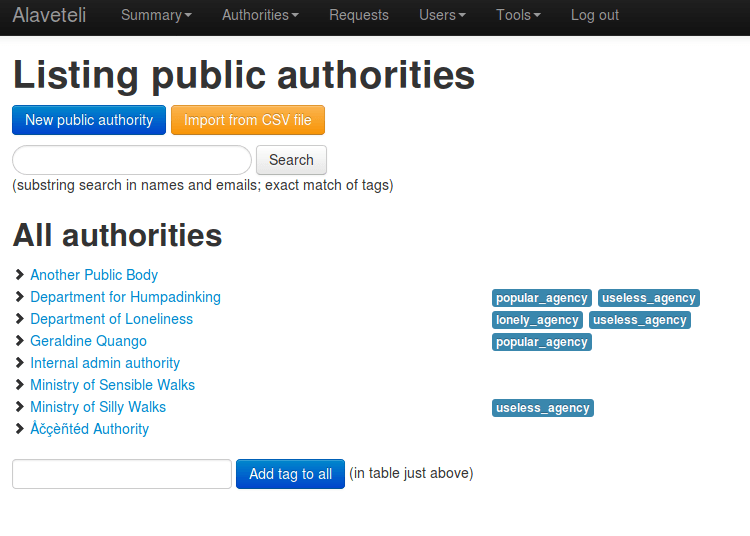 Alaveteli Summary Authorities Requests Users Tools Log out
Listing public authorities
New public authority Import from CSV file
Search
(substring search in names and emails; exact match of tags)
All authorities
Another Public Body
Department for Humpadinking popular_agency useless_agency
Department of Loneliness lonely_agency useless_agency
Geraldine Quango popular_agency
Internal admin authority
Ministry of Sensible Walks
Ministry of Silly Walks useless_agency
Åčçèñtéd Authority
Add tag to all (in table just above)